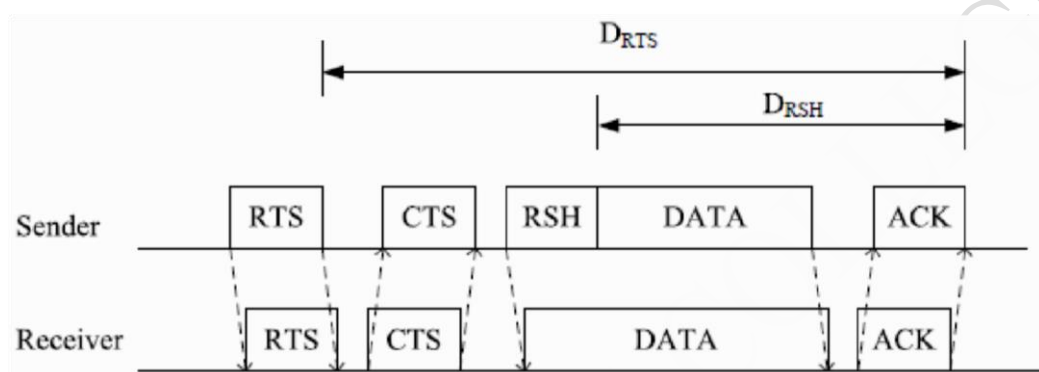 DRTS
DRSH
Sender RTS CTS RSH DATA ACK
Receiver RTS CTS DATA ACK